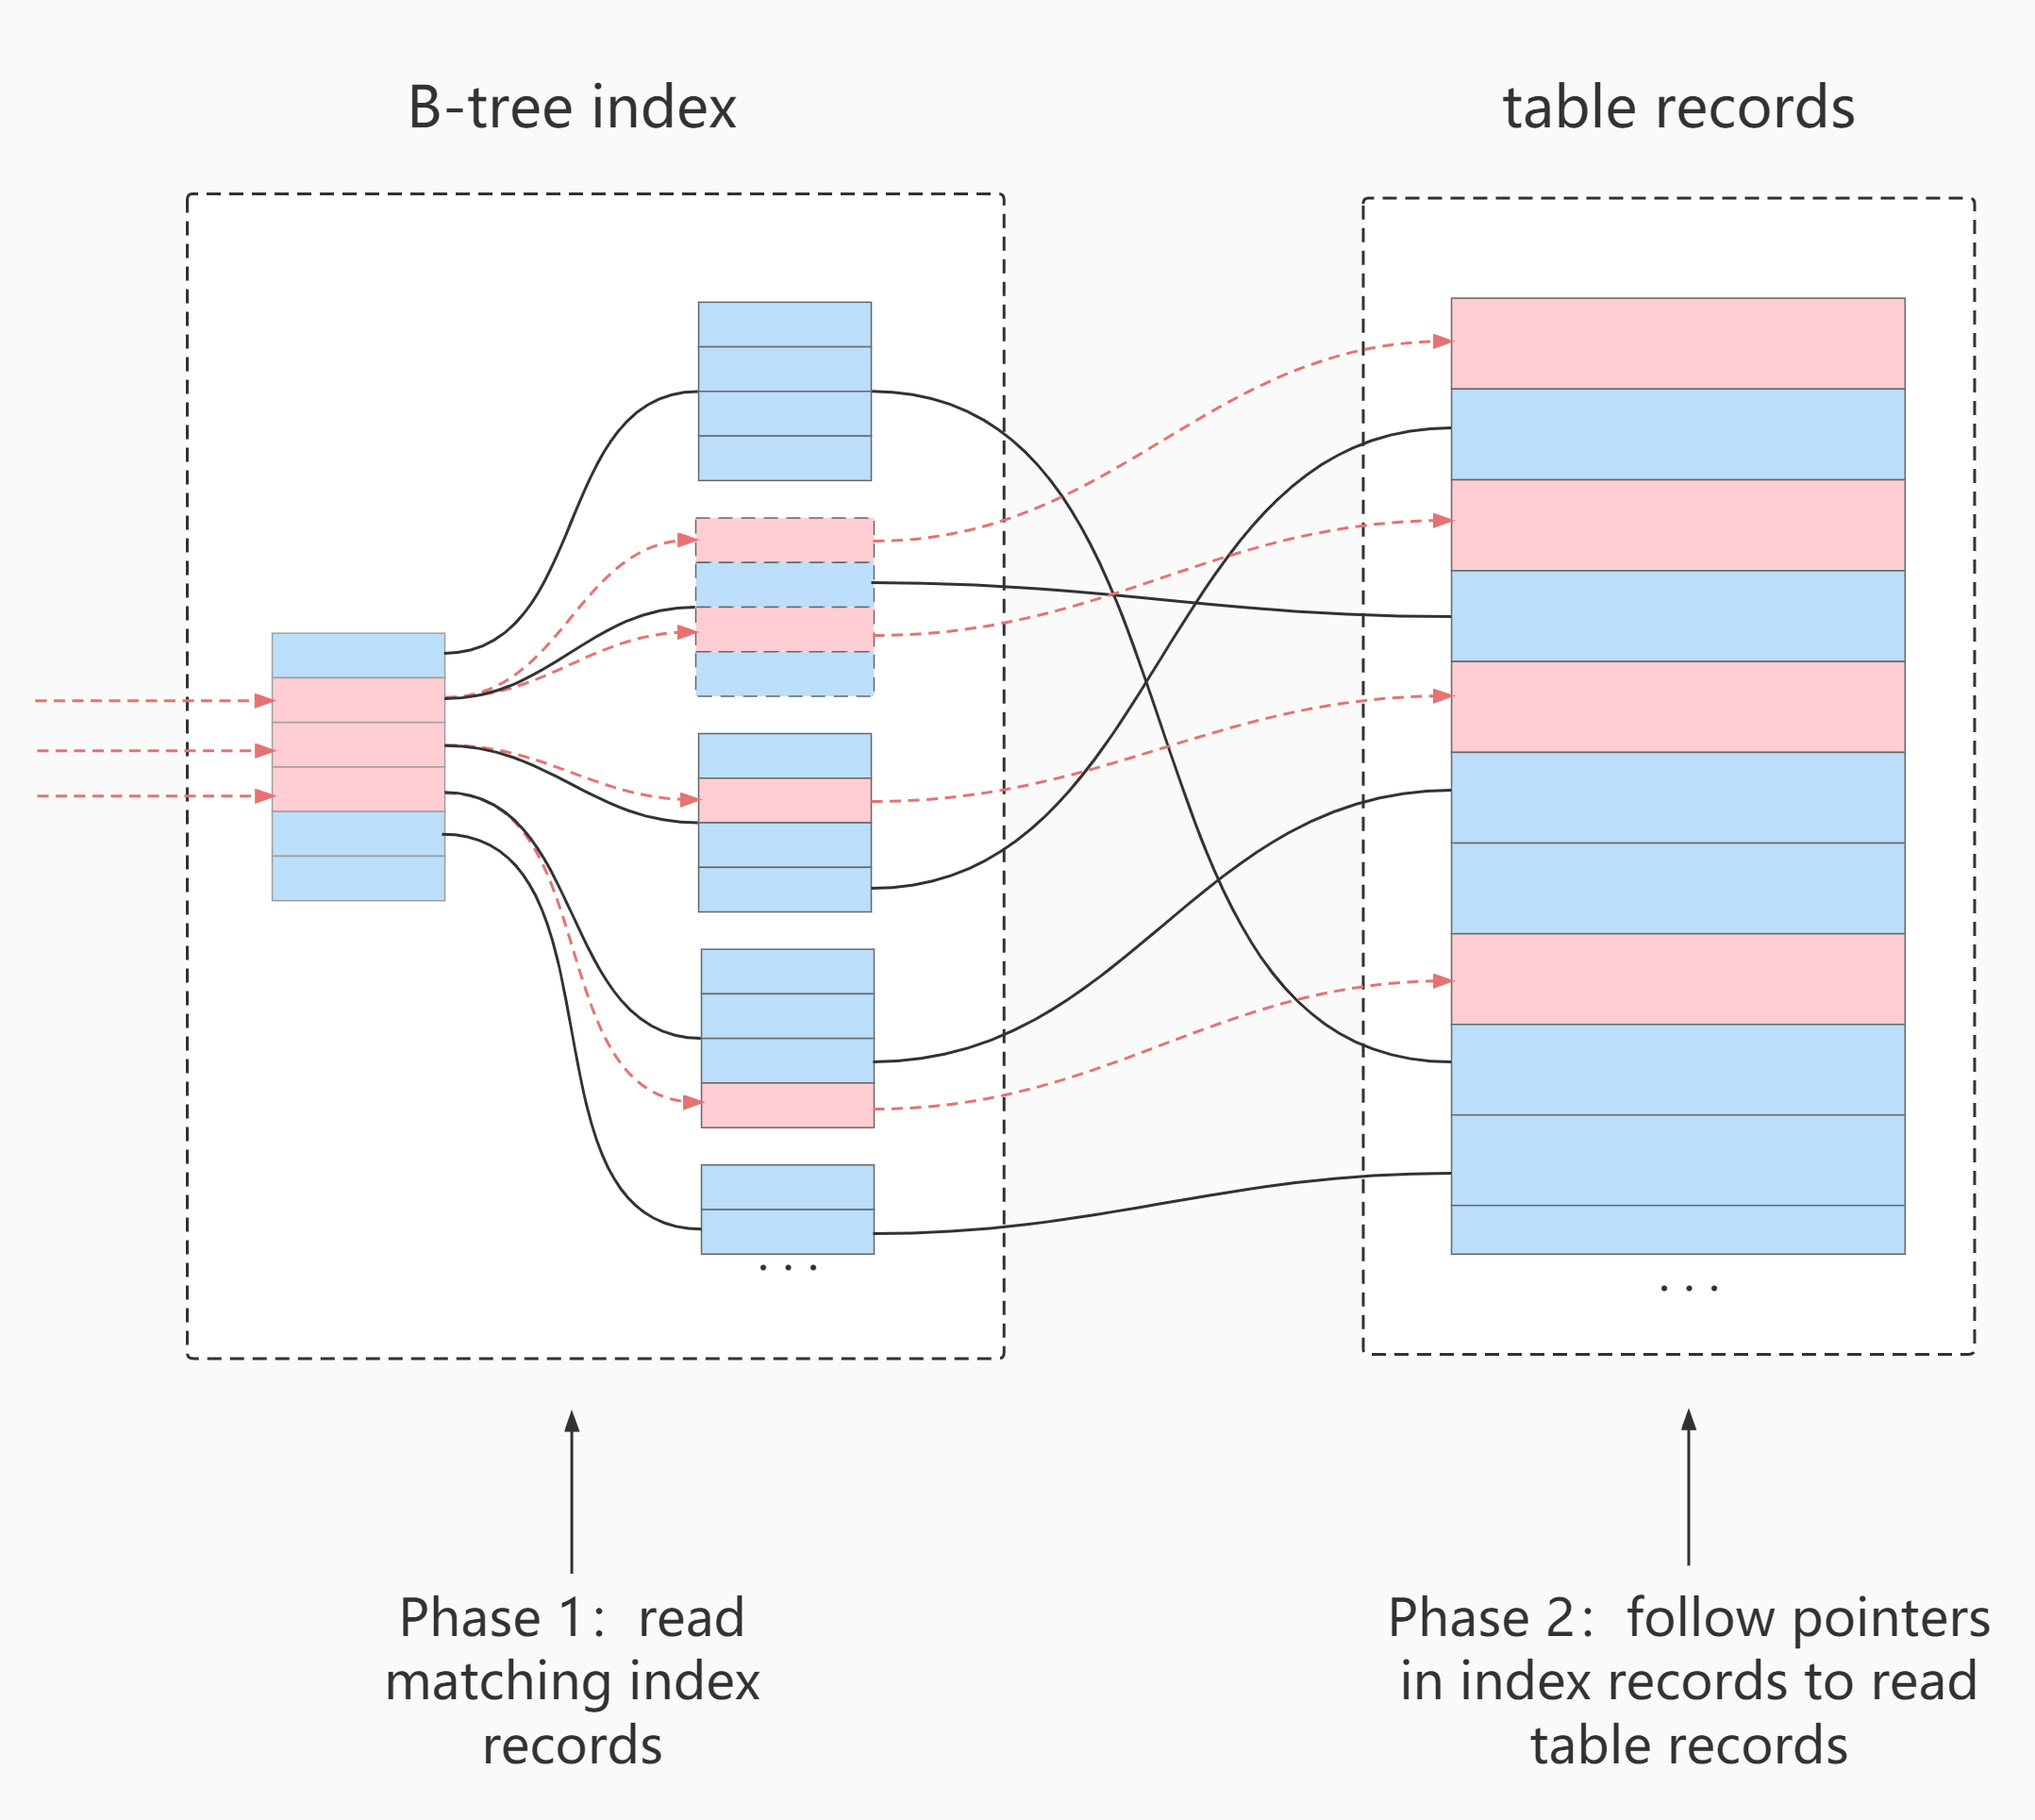 B-tree index
table records
. . .
. . .
Phase 1：read
matching index
records
Phase 2：follow pointers
in index records to read
table records